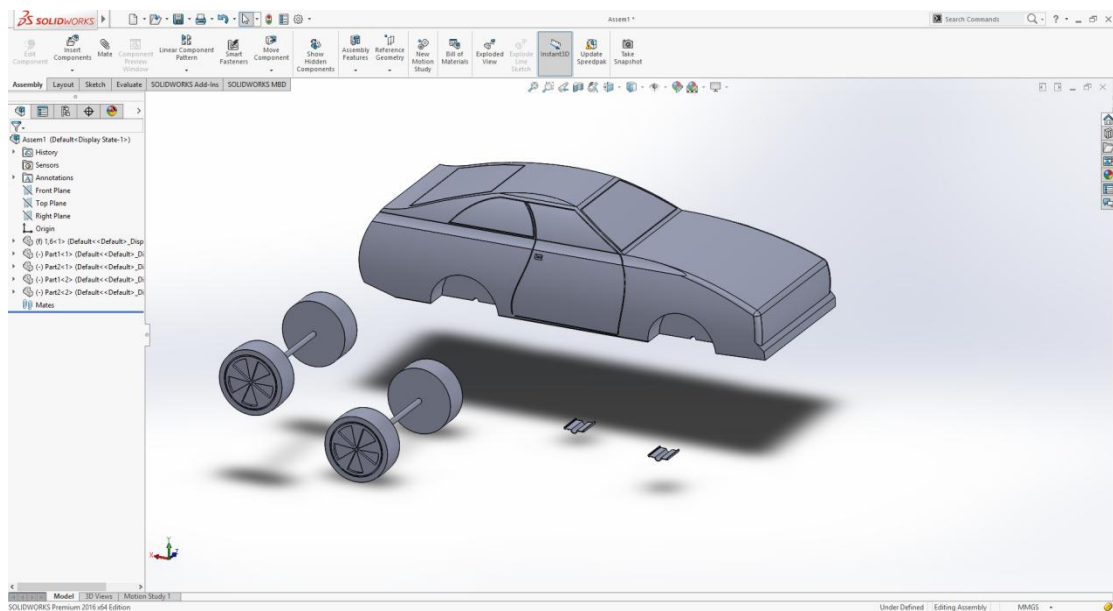 SOLIDWORKS
Assem1 *
Search Commands
Edit Component
Insert Components
Mate
Component Preview Window
Linear Component Pattern
Smart Fasteners
Move Component
Show Hidden Components
Assembly Features
Reference Geometry
New Motion Study
Bill of Materials
Exploded View
Explode Line Sketch
Instant3D
Update Speedpak
Take Snapshot
Assembly Layout Sketch Evaluate SOLIDWORKS Add-Ins SOLIDWORKS MBD
Assem1 (Default<Display State-1>)
History
Sensors
Annotations
Front Plane
Top Plane
Right Plane
Origin
(f) 1,6<1> (Default<<Default>_Disp
(-) Part1<1> (Default<<Default>_Di
(-) Part2<1> (Default<<Default>_Di
(-) Part1<2> (Default<<Default>_Di
(-) Part2<2> (Default<<Default>_Di
Mates
Y
X
Z
Model 3D Views Motion Study 1
SOLIDWORKS Premium 2016 x64 Edition
Under Defined Editing Assembly MMGS